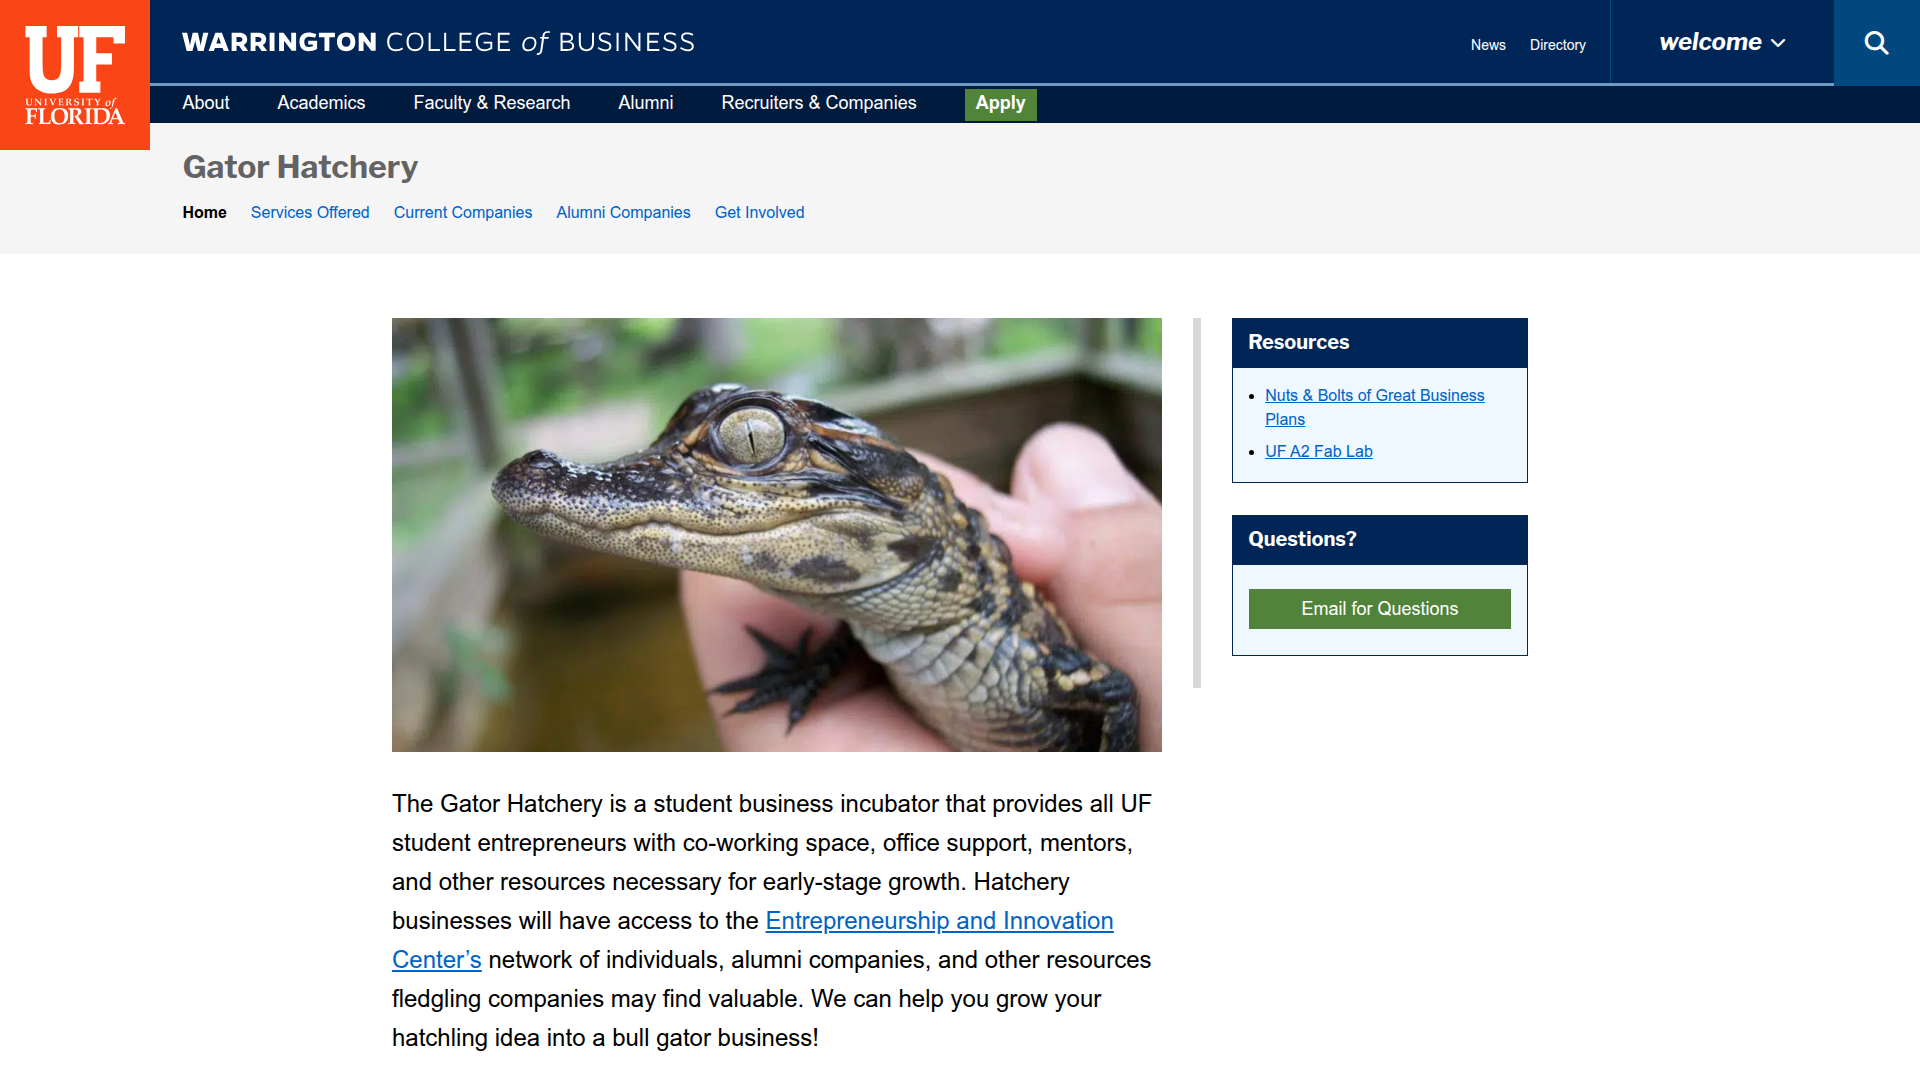 UF
UNIVERSITY of
FLORIDA
WARRINGTON COLLEGE of BUSINESS
News
Directory
welcome
About
Academics
Faculty & Research
Alumni
Recruiters & Companies
Apply
Gator Hatchery
Home
Services Offered
Current Companies
Alumni Companies
Get Involved
The Gator Hatchery is a student business incubator that provides all UF
student entrepreneurs with co-working space, office support, mentors,
and other resources necessary for early-stage growth. Hatchery
businesses will have access to the Entrepreneurship and Innovation
Center’s network of individuals, alumni companies, and other resources
fledgling companies may find valuable. We can help you grow your
hatchling idea into a bull gator business!
Resources
Nuts & Bolts of Great Business
Plans
UF A2 Fab Lab
Questions?
Email for Questions